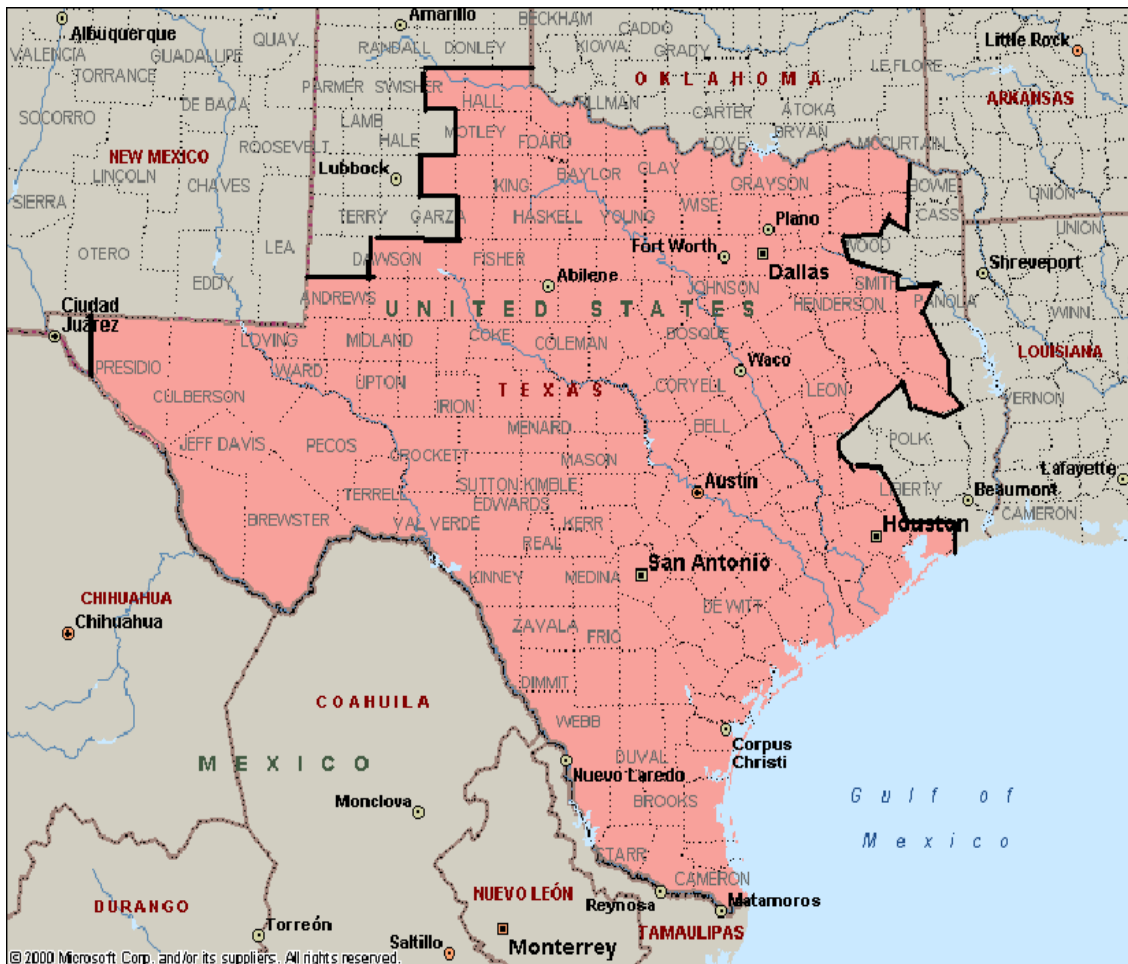 Amarillo
BECKHAM
CADDO
Albuquerque
QUAY
RANDALL
DONLEY
KIOWA
GRADY
Little Rock
VALENCIA
GUADALUPE
TORRANCE
PARMER
SWISHER
OKLAHOMA
LE FLORE
DE BACA
HALL
TILLMAN
CARTER
ATOKA
ARKANSAS
SOCORRO
LAMB
HALE
MOTLEY
FOARD
LOVE
BRYAN
MCCURTAIN
NEW MEXICO
ROOSEVELT
LINCOLN
CHAVES
Lubbock
KING
BAYLOR
CLAY
GRAYSON
BOWIE
UNION
SIERRA
TERRY
GARZA
HASKELL
YOUNG
WISE
Plano
CASS
UNION
OTERO
LEA
DAWSON
FISHER
Fort Worth
Dallas
WOOD
Shreveport
EDDY
ANDREWS
Abilene
JOHNSON
SMITH
HENDERSON
PANOLA
Ciudad
Juárez
UNITED STATES
WINN
LOVING
MIDLAND
COKE
COLEMAN
BOSQUE
LOUISIANA
PRESIDIO
WARD
UPTON
TEXAS
CORYELL
Waco
LEON
VERNON
CULBERSON
IRION
MENARD
BELL
POLK
JEFF DAVIS
PECOS
CROCKETT
MASON
Lafayette
TERRELL
SUTTON
KIMBLE
Austin
LIBERTY
Beaumont
BREWSTER
VAL VERDE
EDWARDS
KERR
Houston
CAMERON
REAL
San Antonio
KINNEY
MEDINA
CHIHUAHUA
Chihuahua
ZAVALA
FRIO
DE WITT
COAHUILA
DIMMIT
WEBB
MEXICO
DUVAL
Corpus
Christi
Nuevo Laredo
Monclova
BROOKS
Gulf of
Mexico
STARR
CAMERON
DURANGO
NUEVO LEÓN
Reynosa
Matamoros
Torreón
Saltillo
Monterrey
TAMAULIPAS
© 2000 Microsoft Corp. and/or its suppliers. All rights reserved.